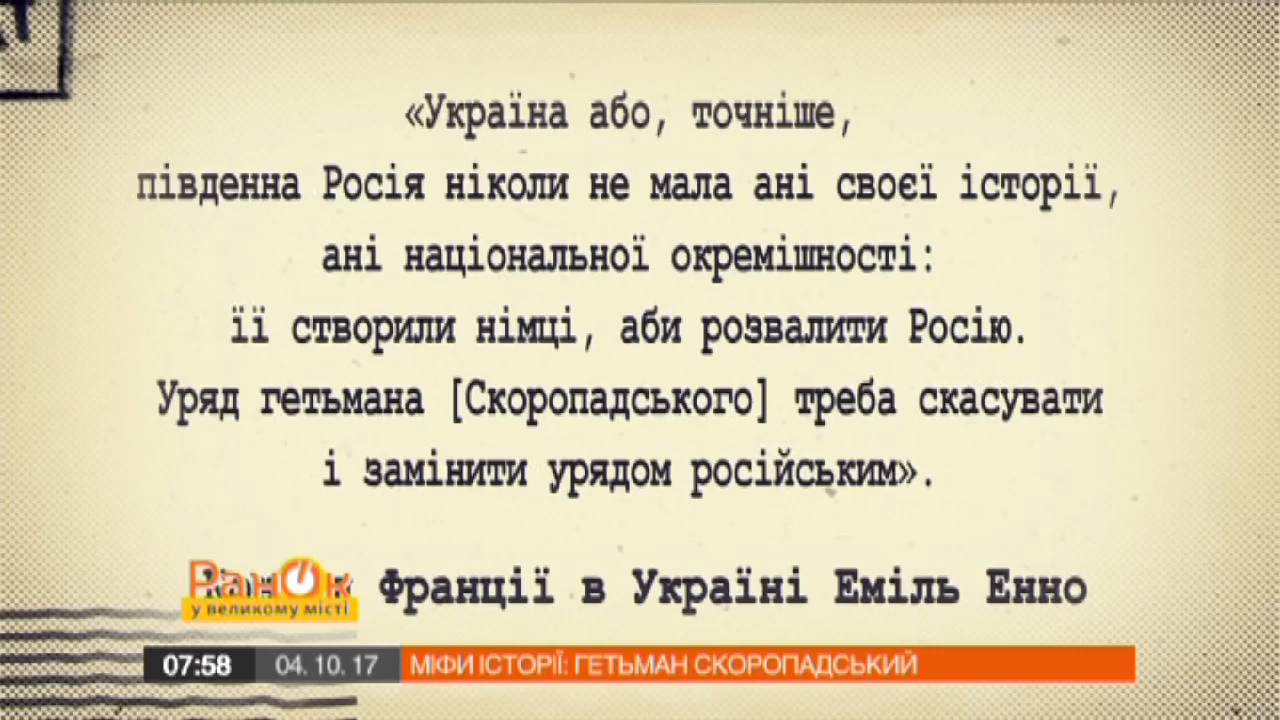 «Україна або, точніше,
південна Росія ніколи не мала ані своєї історії,
ані національної окремішності:
її створили німці, аби розвалити Росію.
Уряд гетьмана [Скоропадського] треба скасувати
і замінити урядом російським».
Франції в Україні Еміль Енно
РанОк
у великому місті
07:58 04. 10. 17 МІФИ ІСТОРІЇ: ГЕТЬМАН СКОРОПАДСЬКИЙ